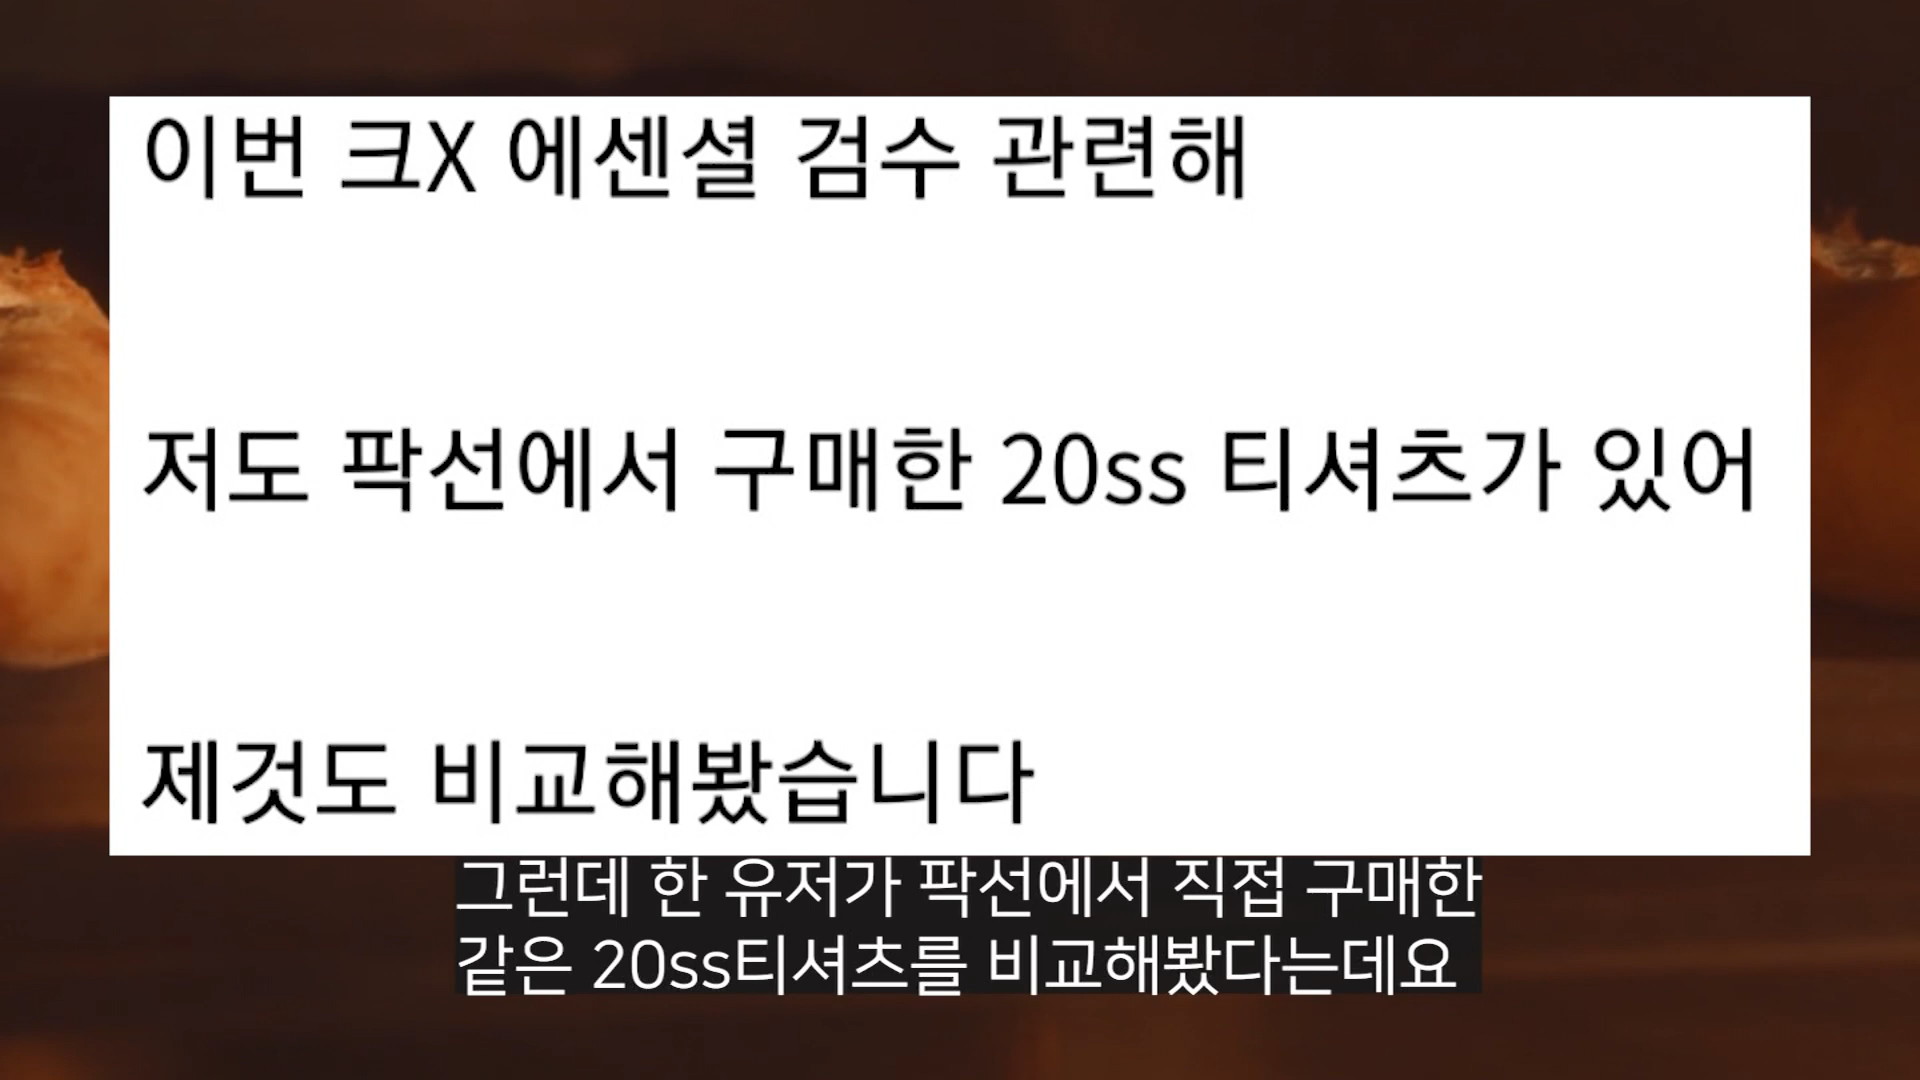 이번 크X 에센셜 검수 관련해
저도 팍선에서 구매한 20ss 티셔츠가 있어
제것도 비교해봤습니다
그런데 한 유저가 팍선에서 직접 구매한
같은 20ss티셔츠를 비교해봤다는데요